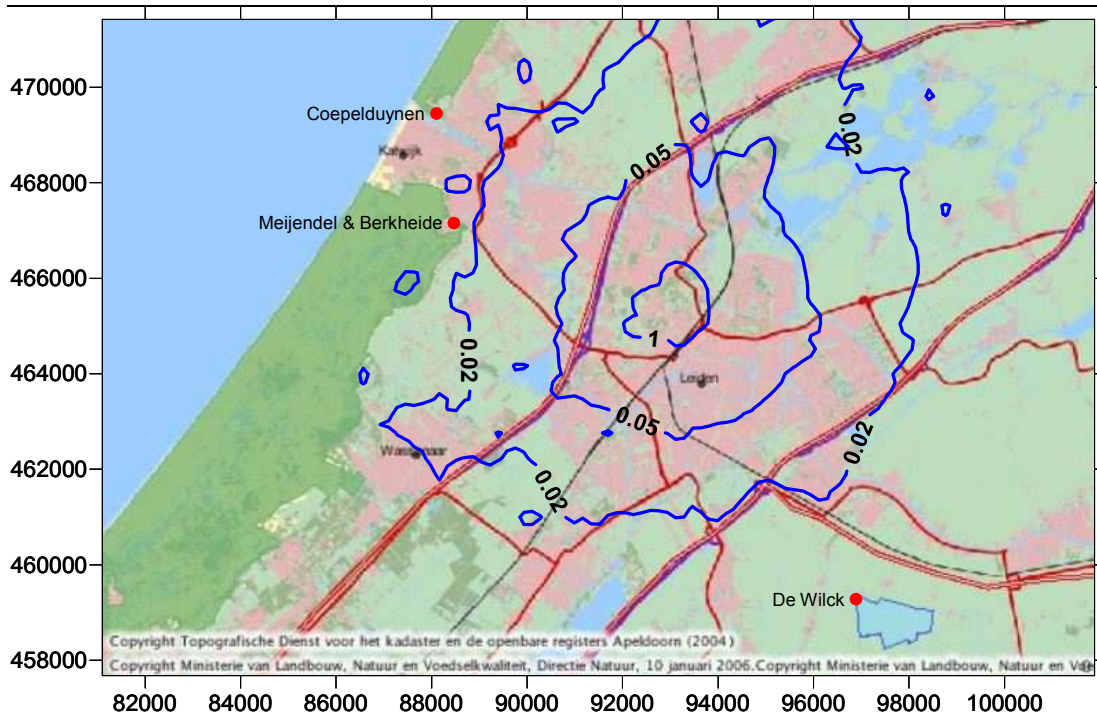 470000
Coepelduynen
0.02
Katwijk
0.05
468000
Meijendel & Berkheide
466000
1
0.02
464000
Leiden
0.05
0.02
462000
Wassenaar
0.02
460000
De Wilck
Copyright Topografische Dienst voor het kadaster en de openbare registers Apeldoorn (2004)
458000
Copyright Ministerie van Landbouw, Natuur en Voedselkwaliteit, Directie Natuur, 10 januari 2006.Copyright Ministerie van Landbouw, Natuur en
82000 84000 86000 88000 90000 92000 94000 96000 98000 100000